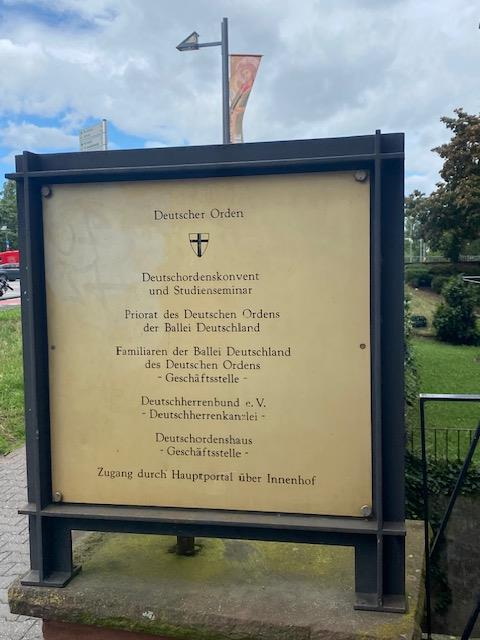 Deutscher Orden
Deutschordenskonvent
und Studienseminar
Priorat des Deutschen Ordens
der Ballei Deutschland
Familiaren der Ballei Deutschland
des Deutschen Ordens
- Geschäftsstelle -
Deutschherrenbund e. V.
- Deutschherrenkanzlei -
Deutschordenshaus
- Geschäftsstelle -
Zugang durch Hauptportal über Innenhof